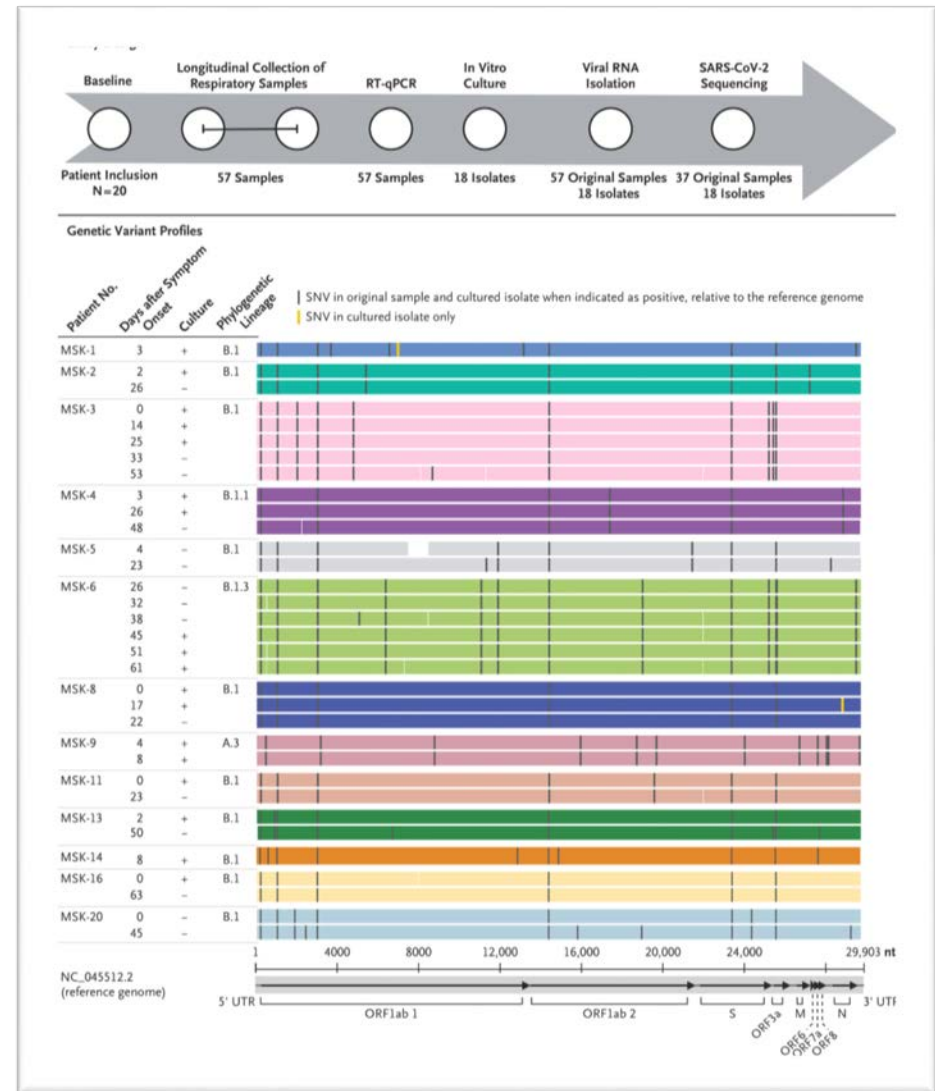 Baseline
Longitudinal Collection of
Respiratory Samples
RT-qPCR
In Vitro
Culture
Viral RNA
Isolation
SARS-CoV-2
Sequencing
Patient Inclusion
N=20
57 Samples
57 Samples
18 Isolates
57 Original Samples
18 Isolates
37 Original Samples
18 Isolates
Genetic Variant Profiles
Patient No.
Days after Symptom
Onset
Culture
Phylogenetic
Lineage
SNV in original sample and cultured isolate when indicated as positive, relative to the reference genome
SNV in cultured isolate only
MSK-1 3 + B.1
MSK-2 2 + B.1
26 –
MSK-3 0 + B.1
14 +
25 +
33 –
53 –
MSK-4 3 + B.1.1
26 +
48 –
MSK-5 4 – B.1
23 –
MSK-6 26 – B.1.3
32 –
38 –
45 +
51 +
61 +
MSK-8 0 + B.1
17 +
22 –
MSK-9 4 + A.3
8 +
MSK-11 0 + B.1
23 –
MSK-13 2 + B.1
50 –
MSK-14 8 + B.1
MSK-16 0 + B.1
63 –
MSK-20 0 – B.1
45 –
1 4000 8000 12,000 16,000 20,000 24,000 29,903 nt
NC_045512.2
(reference genome)
5' UTR
ORF1ab 1
ORF1ab 2
S
ORF3a
M
ORF6
ORF7a
ORF8
N
3' UTF